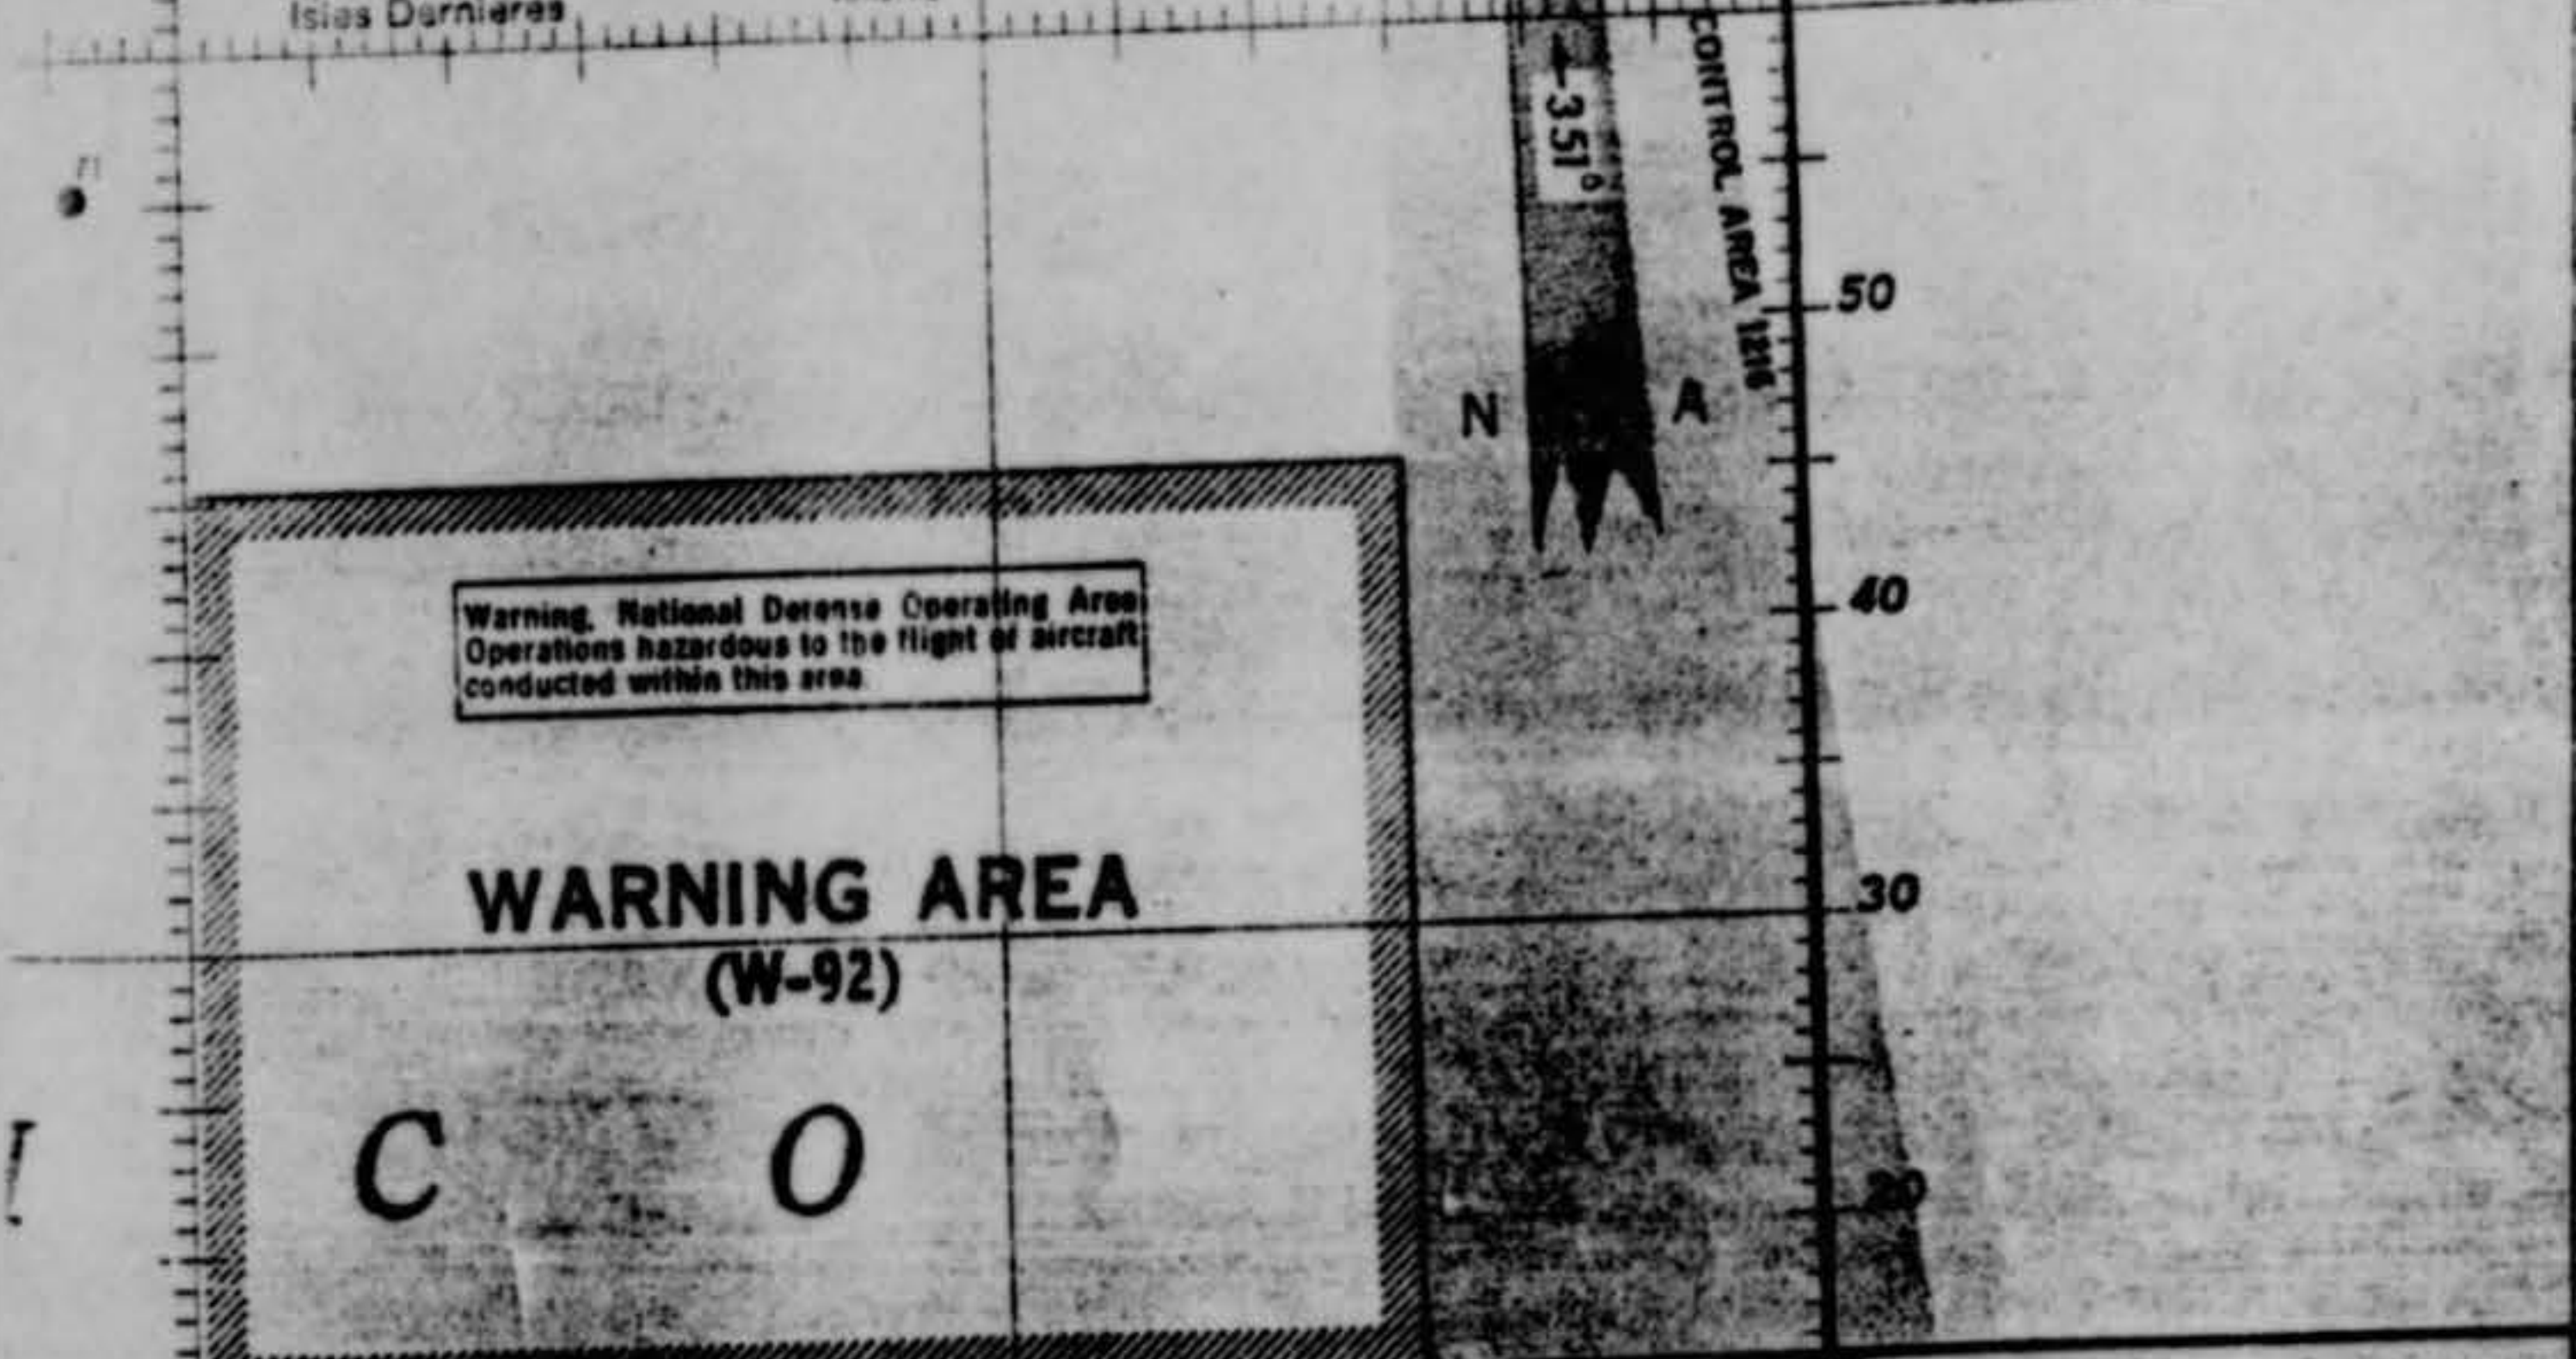 Isles Dernieres
←351°
CONTROL AREA 1216
50
N
A
40
Warning. National Defense Operating Area
Operations hazardous to the flight of aircraft
conducted within this area
WARNING AREA
30
(W-92)
C O
20